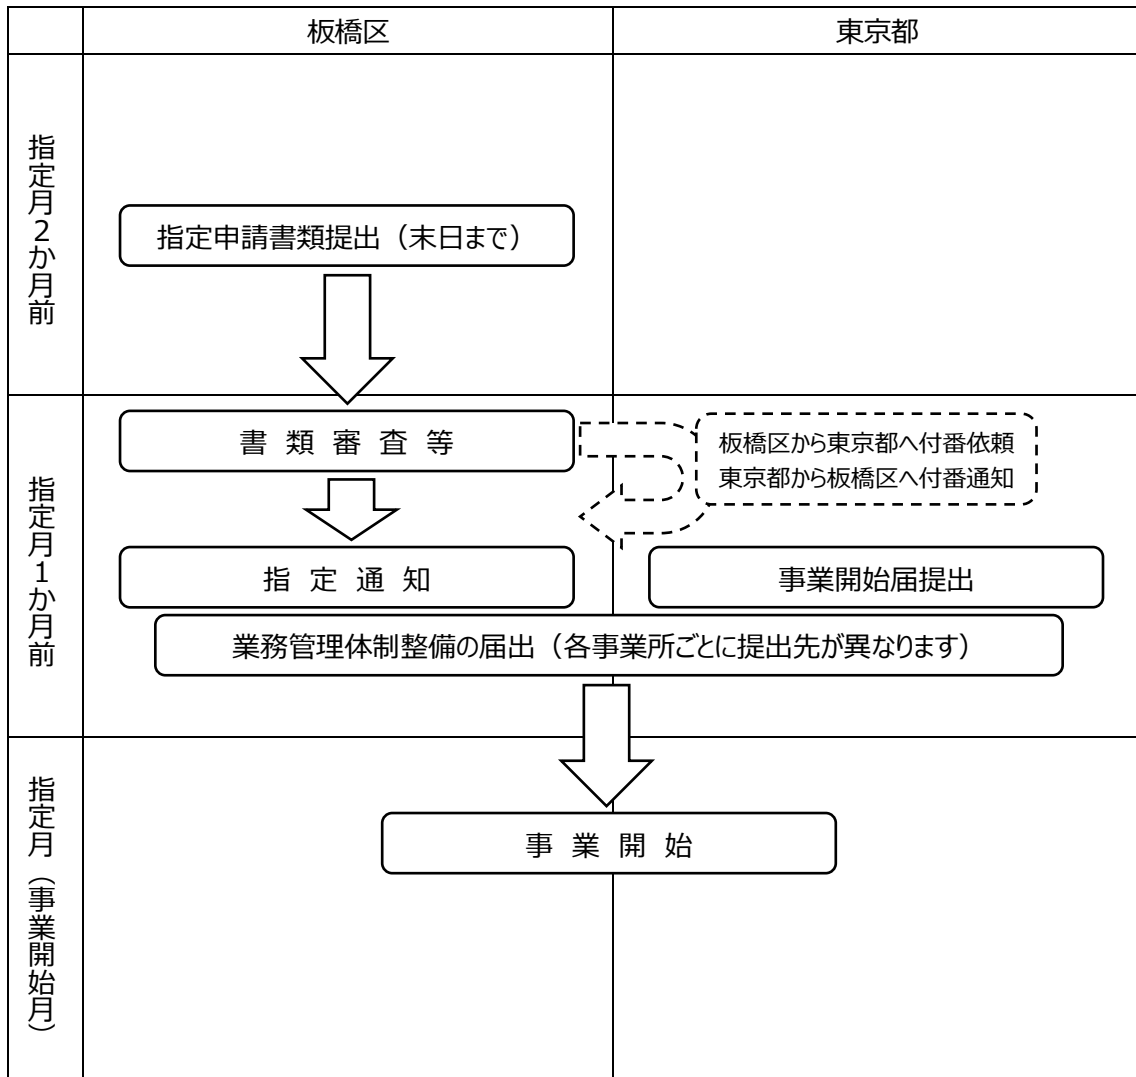 板橋区
東京都
指定月2か月前
指定申請書類提出（末日まで）
指定月1か月前
書類審査等
板橋区から東京都へ付番依頼
東京都から板橋区へ付番通知
指定通知
事業開始届提出
業務管理体制整備の届出（各事業所ごとに提出先が異なります）
指定月（事業開始月）
事業開始